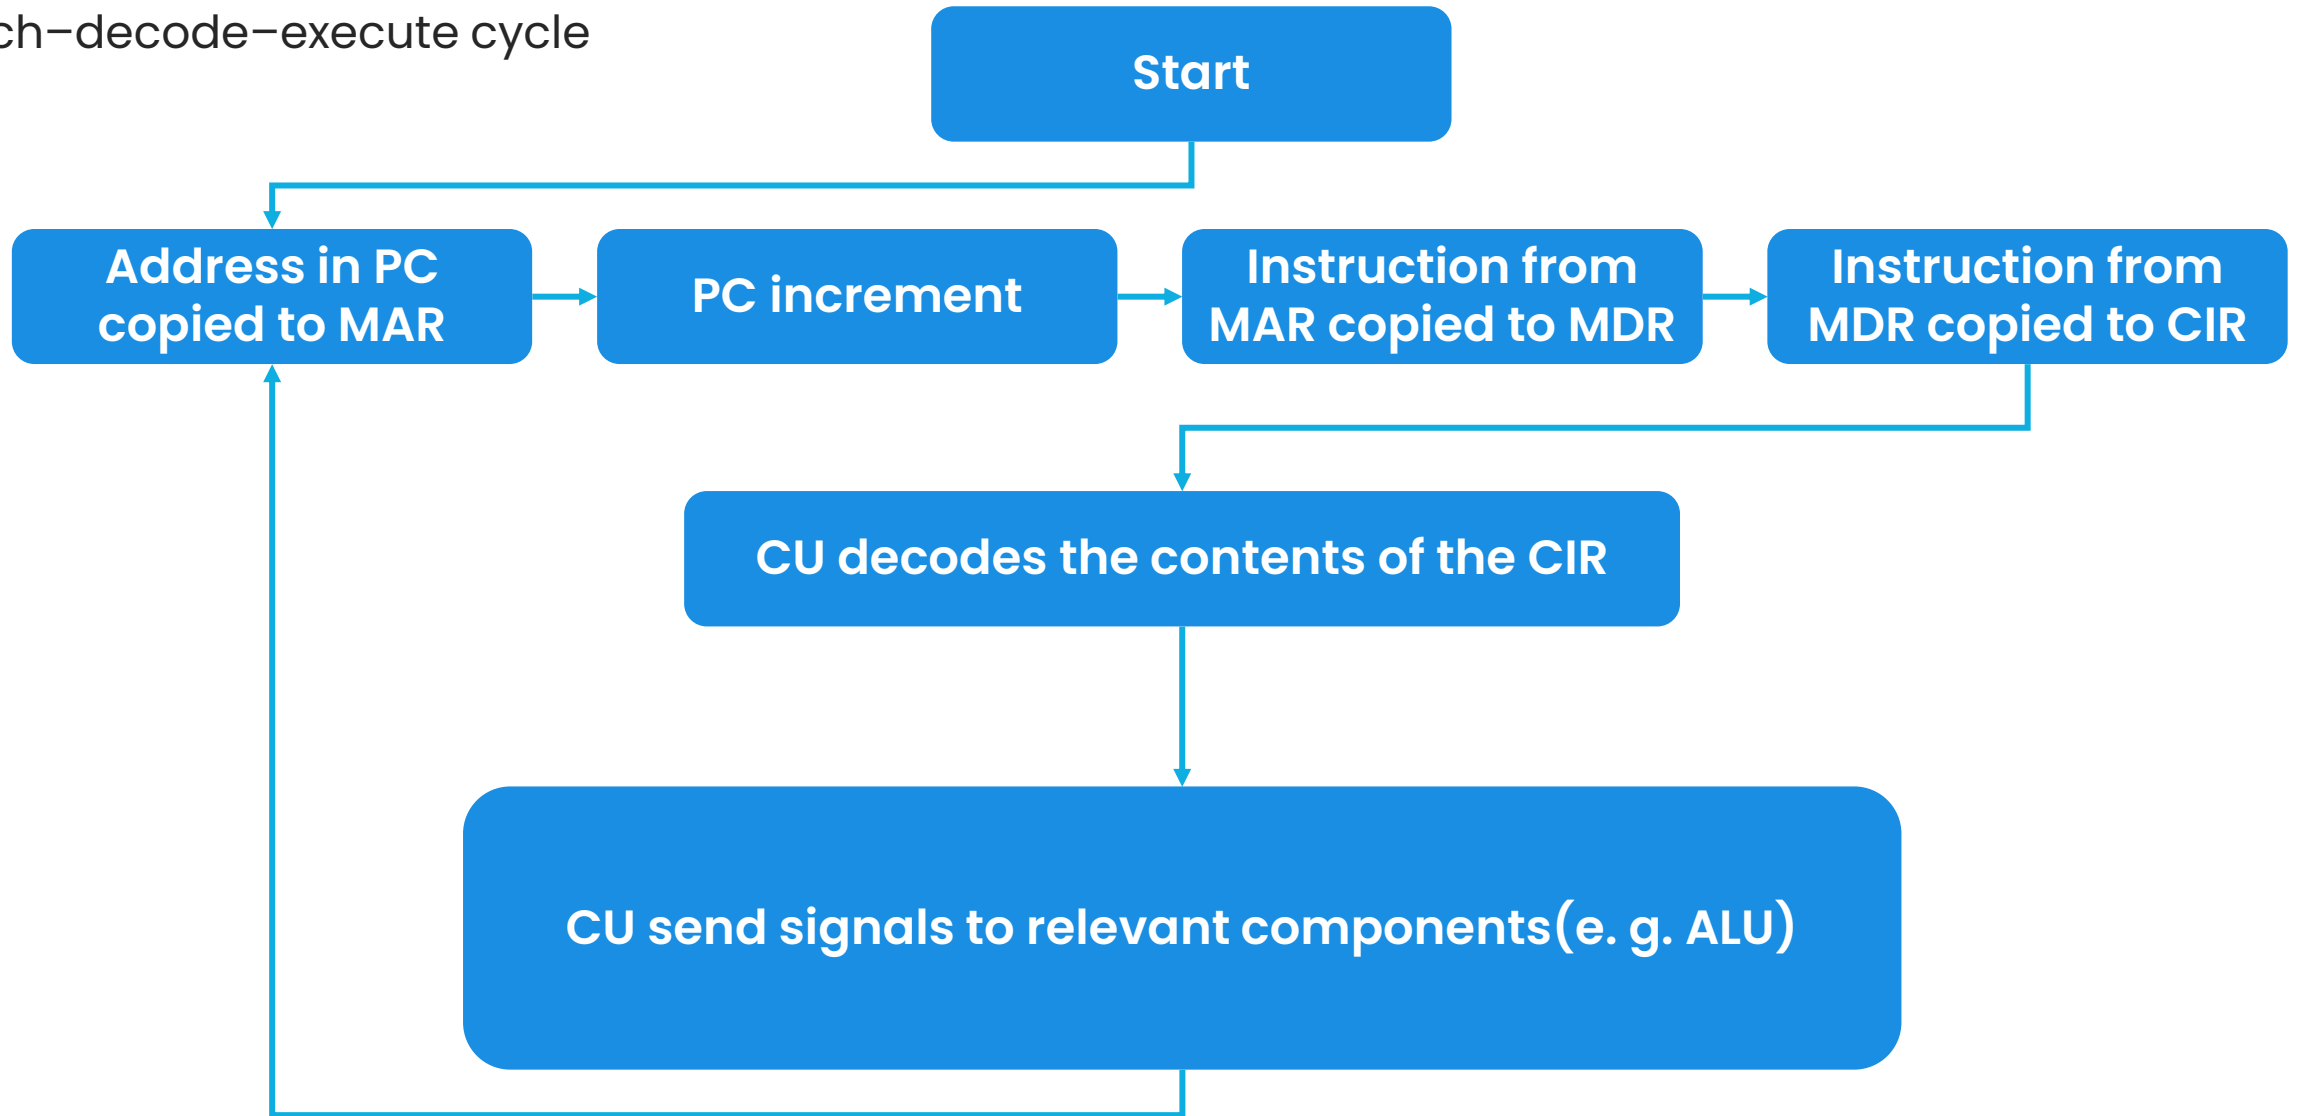 ch–decode–execute cycle
Start
Address in PC
copied to MAR
PC increment
Instruction from
MAR copied to MDR
Instruction from
MDR copied to CIR
CU decodes the contents of the CIR
CU send signals to relevant components(e. g. ALU)